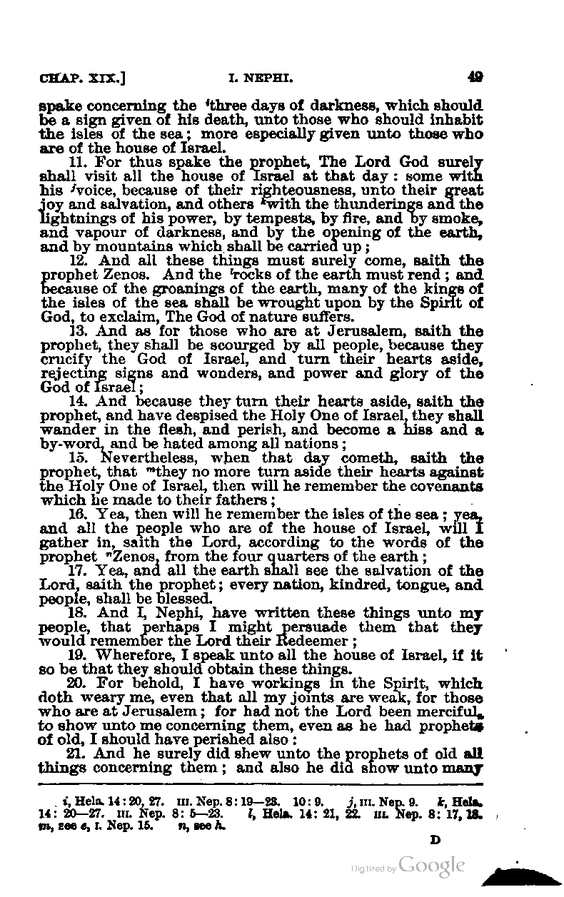 CHAP. XIX.] I. NEPHI. 49
spake concerning the ⁱthree days of darkness, which should
be a sign given of his death, unto those who should inhabit
the isles of the sea; more especially given unto those who
are of the house of Israel.
11. For thus spake the prophet, The Lord God surely
shall visit all the house of Israel at that day: some with
his ʲvoice, because of their righteousness, unto their great
joy and salvation, and others ᵏwith the thunderings and the
lightnings of his power, by tempests, by fire, and by smoke,
and vapour of darkness, and by the opening of the earth,
and by mountains which shall be carried up;
12. And all these things must surely come, saith the
prophet Zenos. And the ˡrocks of the earth must rend; and
because of the groanings of the earth, many of the kings of
the isles of the sea shall be wrought upon by the Spirit of
God, to exclaim, The God of nature suffers.
13. And as for those who are at Jerusalem, saith the
prophet, they shall be scourged by all people, because they
crucify the God of Israel, and turn their hearts aside,
rejecting signs and wonders, and power and glory of the
God of Israel;
14. And because they turn their hearts aside, saith the
prophet, and have despised the Holy One of Israel, they shall
wander in the flesh, and perish, and become a hiss and a
by-word, and be hated among all nations;
15. Nevertheless, when that day cometh, saith the
prophet, that ᵐthey no more turn aside their hearts against
the Holy One of Israel, then will he remember the covenants
which he made to their fathers;
16. Yea, then will he remember the isles of the sea; yea,
and all the people who are of the house of Israel, will I
gather in, saith the Lord, according to the words of the
prophet ⁿZenos, from the four quarters of the earth;
17. Yea, and all the earth shall see the salvation of the
Lord, saith the prophet; every nation, kindred, tongue, and
people, shall be blessed.
18. And I, Nephi, have written these things unto my
people, that perhaps I might persuade them that they
would remember the Lord their Redeemer;
19. Wherefore, I speak unto all the house of Israel, if it
so be that they should obtain these things.
20. For behold, I have workings in the Spirit, which
doth weary me, even that all my joints are weak, for those
who are at Jerusalem; for had not the Lord been merciful,
to show unto me concerning them, even as he had prophets
of old, I should have perished also:
21. And he surely did shew unto the prophets of old all
things concerning them; and also he did show unto many
i, Hela. 14:20, 27. III. Nep. 8:19—23. 10:9. j, III. Nep. 9. k, Hela.
14: 20—27. III. Nep. 8: 5—23. l, Hela. 14: 21, 22. III. Nep. 8: 17, 18.
m, see e, I. Nep. 15. n, see h.
D
Digitized by Google